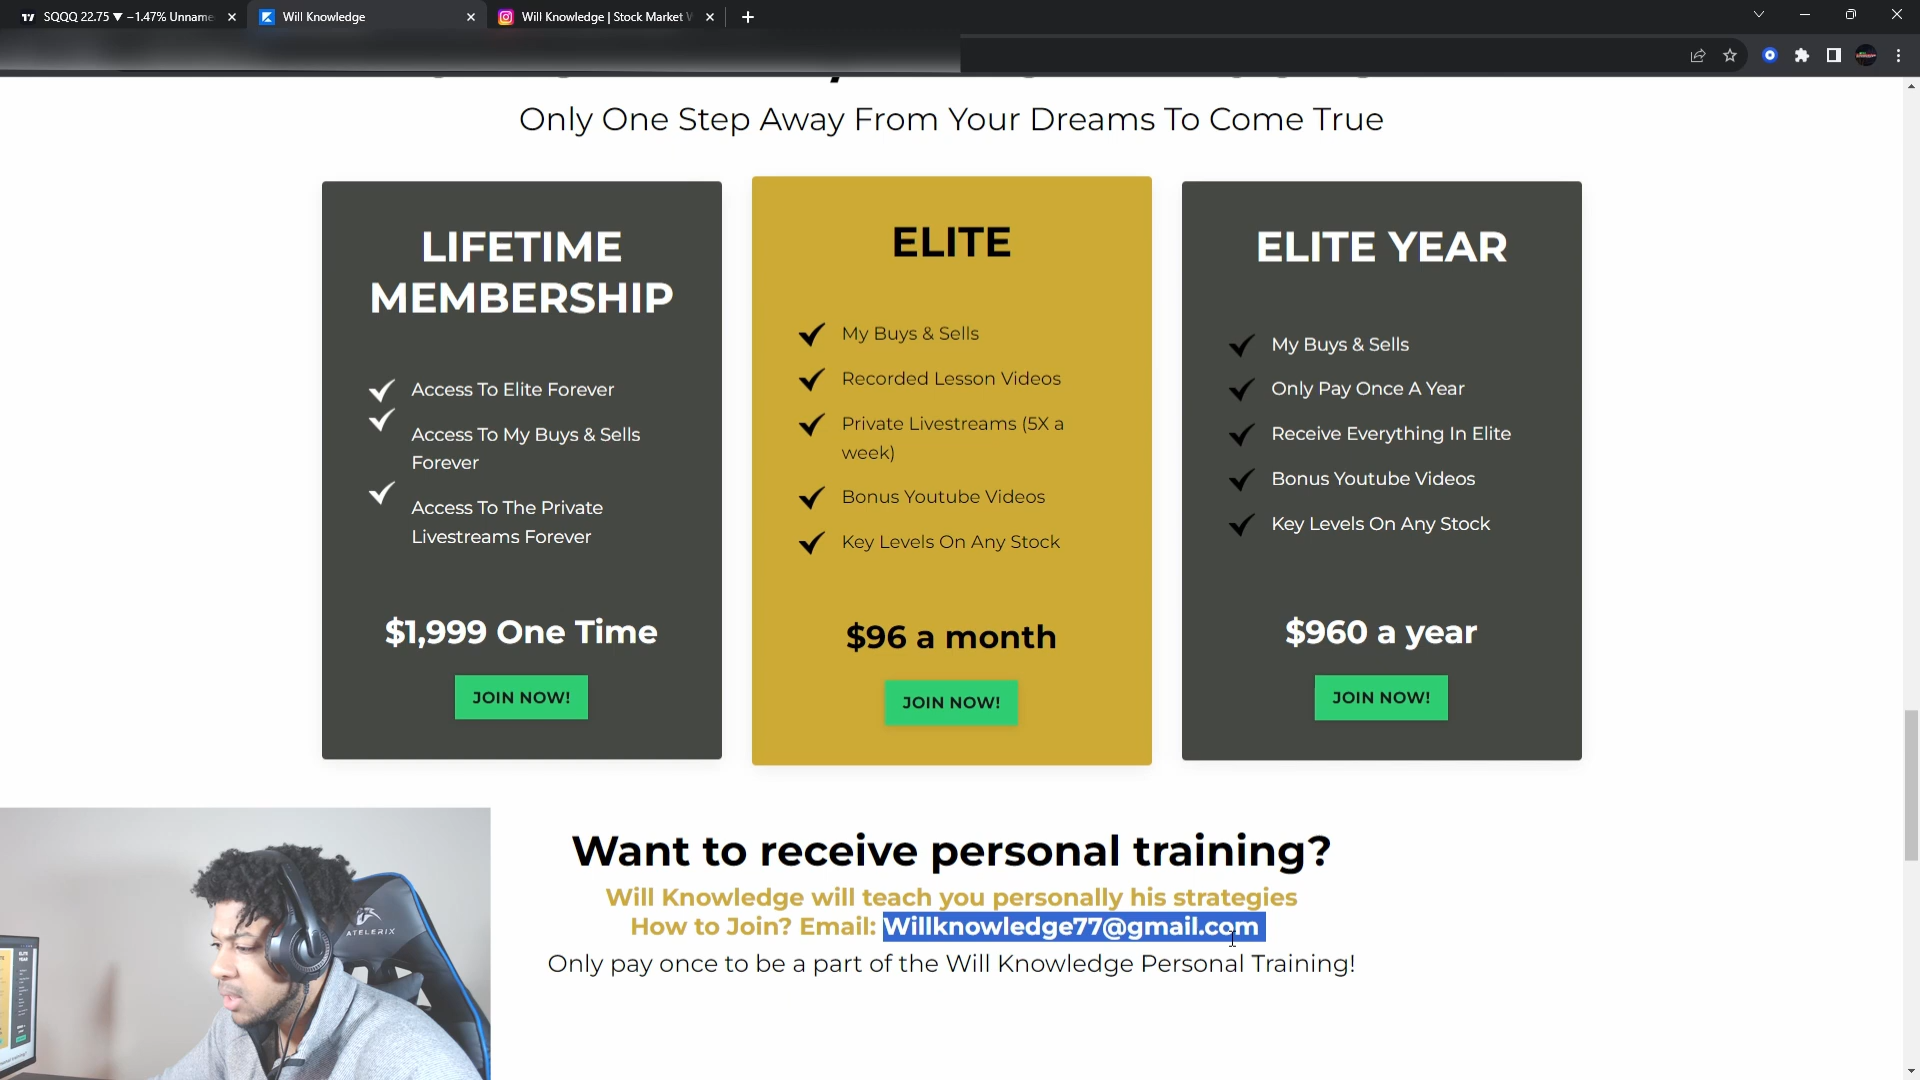 SQQQ 22.75 ▼ −1.47% Unname
Will Knowledge
Will Knowledge | Stock Market
Only One Step Away From Your Dreams To Come True
LIFETIME
MEMBERSHIP
Access To Elite Forever
Access To My Buys & Sells
Forever
Access To The Private
Livestreams Forever
$1,999 One Time
JOIN NOW!
ELITE
My Buys & Sells
Recorded Lesson Videos
Private Livestreams (5X a
week)
Bonus Youtube Videos
Key Levels On Any Stock
$96 a month
JOIN NOW!
ELITE YEAR
My Buys & Sells
Only Pay Once A Year
Receive Everything In Elite
Bonus Youtube Videos
Key Levels On Any Stock
$960 a year
JOIN NOW!
Want to receive personal training?
Will Knowledge will teach you personally his strategies
How to Join? Email: Willknowledge77@gmail.com
Only pay once to be a part of the Will Knowledge Personal Training!
ATELERIX